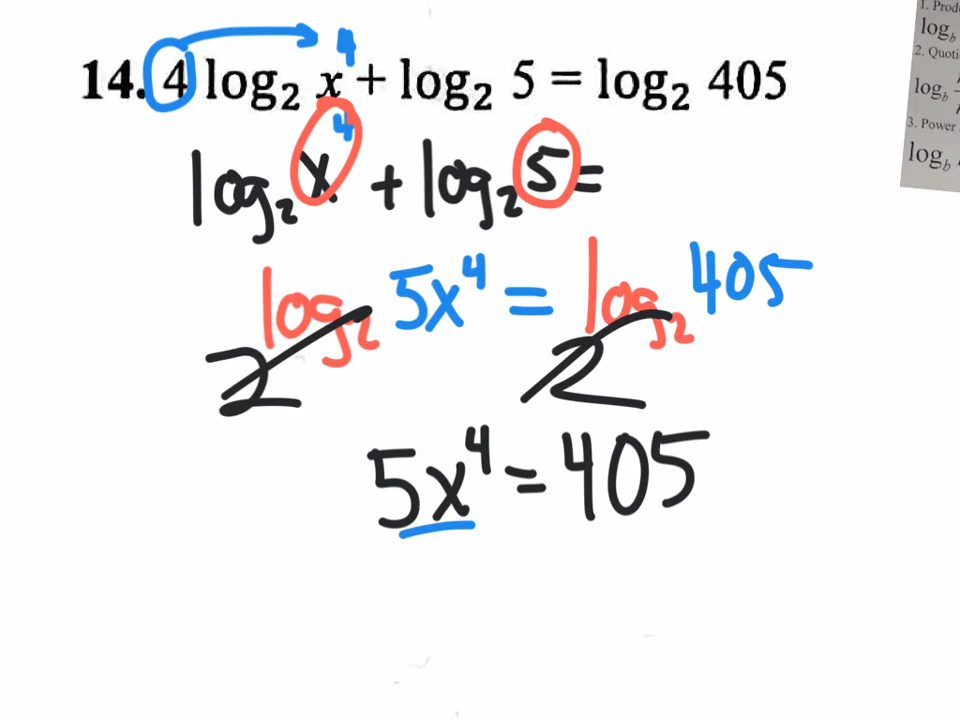 14. 4 log₂ x⁴ + log₂ 5 = log₂ 405
log₂ x⁴ + log₂ 5 =
log₂ 5x⁴ = log₂ 405
2 2
5x⁴ = 405
1. Prod
log_b
2. Quoti
log_b
3. Power
log_b